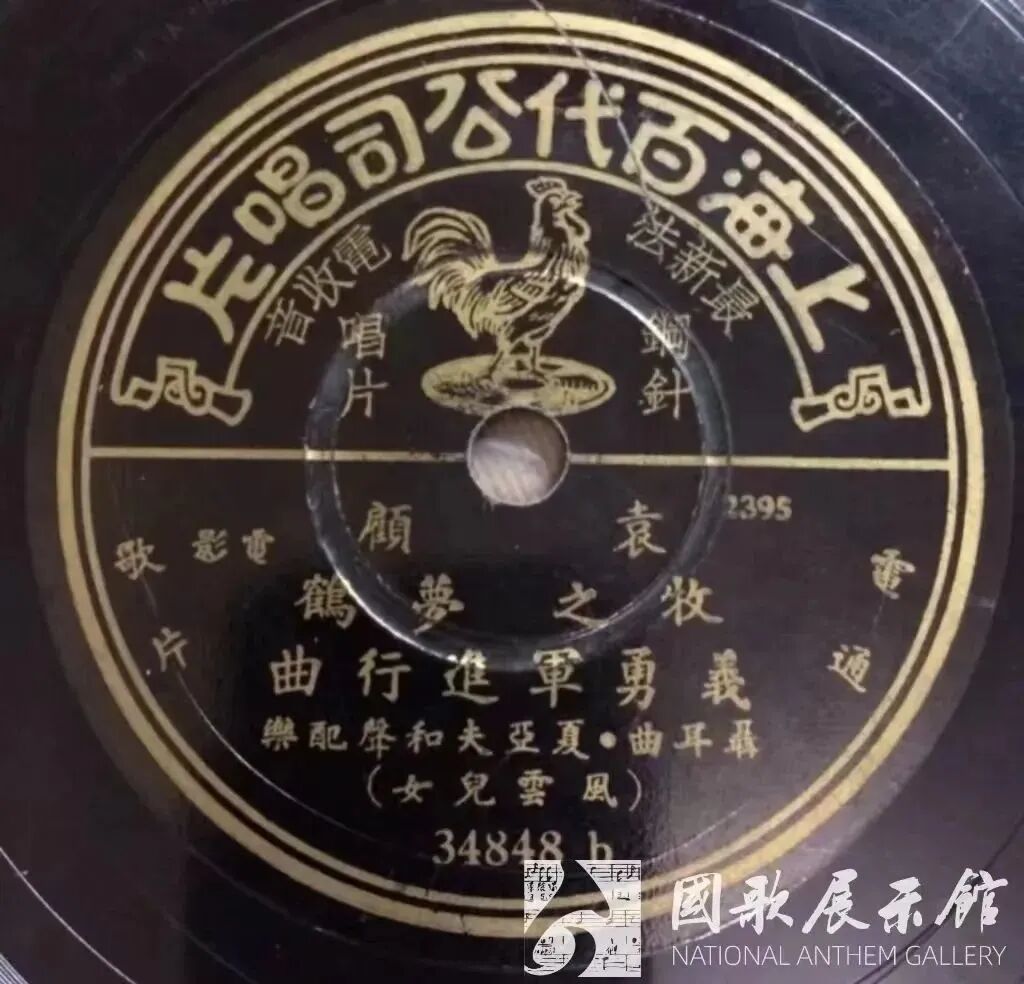 上海百代公司唱片
最新法
鋼針
電收音
唱片
2395
袁牧之
顧夢鶴
電通
電影歌片
義勇軍進行曲
聶耳曲•夏亞夫和聲配樂
(風雲兒女)
34848 b
國歌展示館
NATIONAL ANTHEM GALLERY